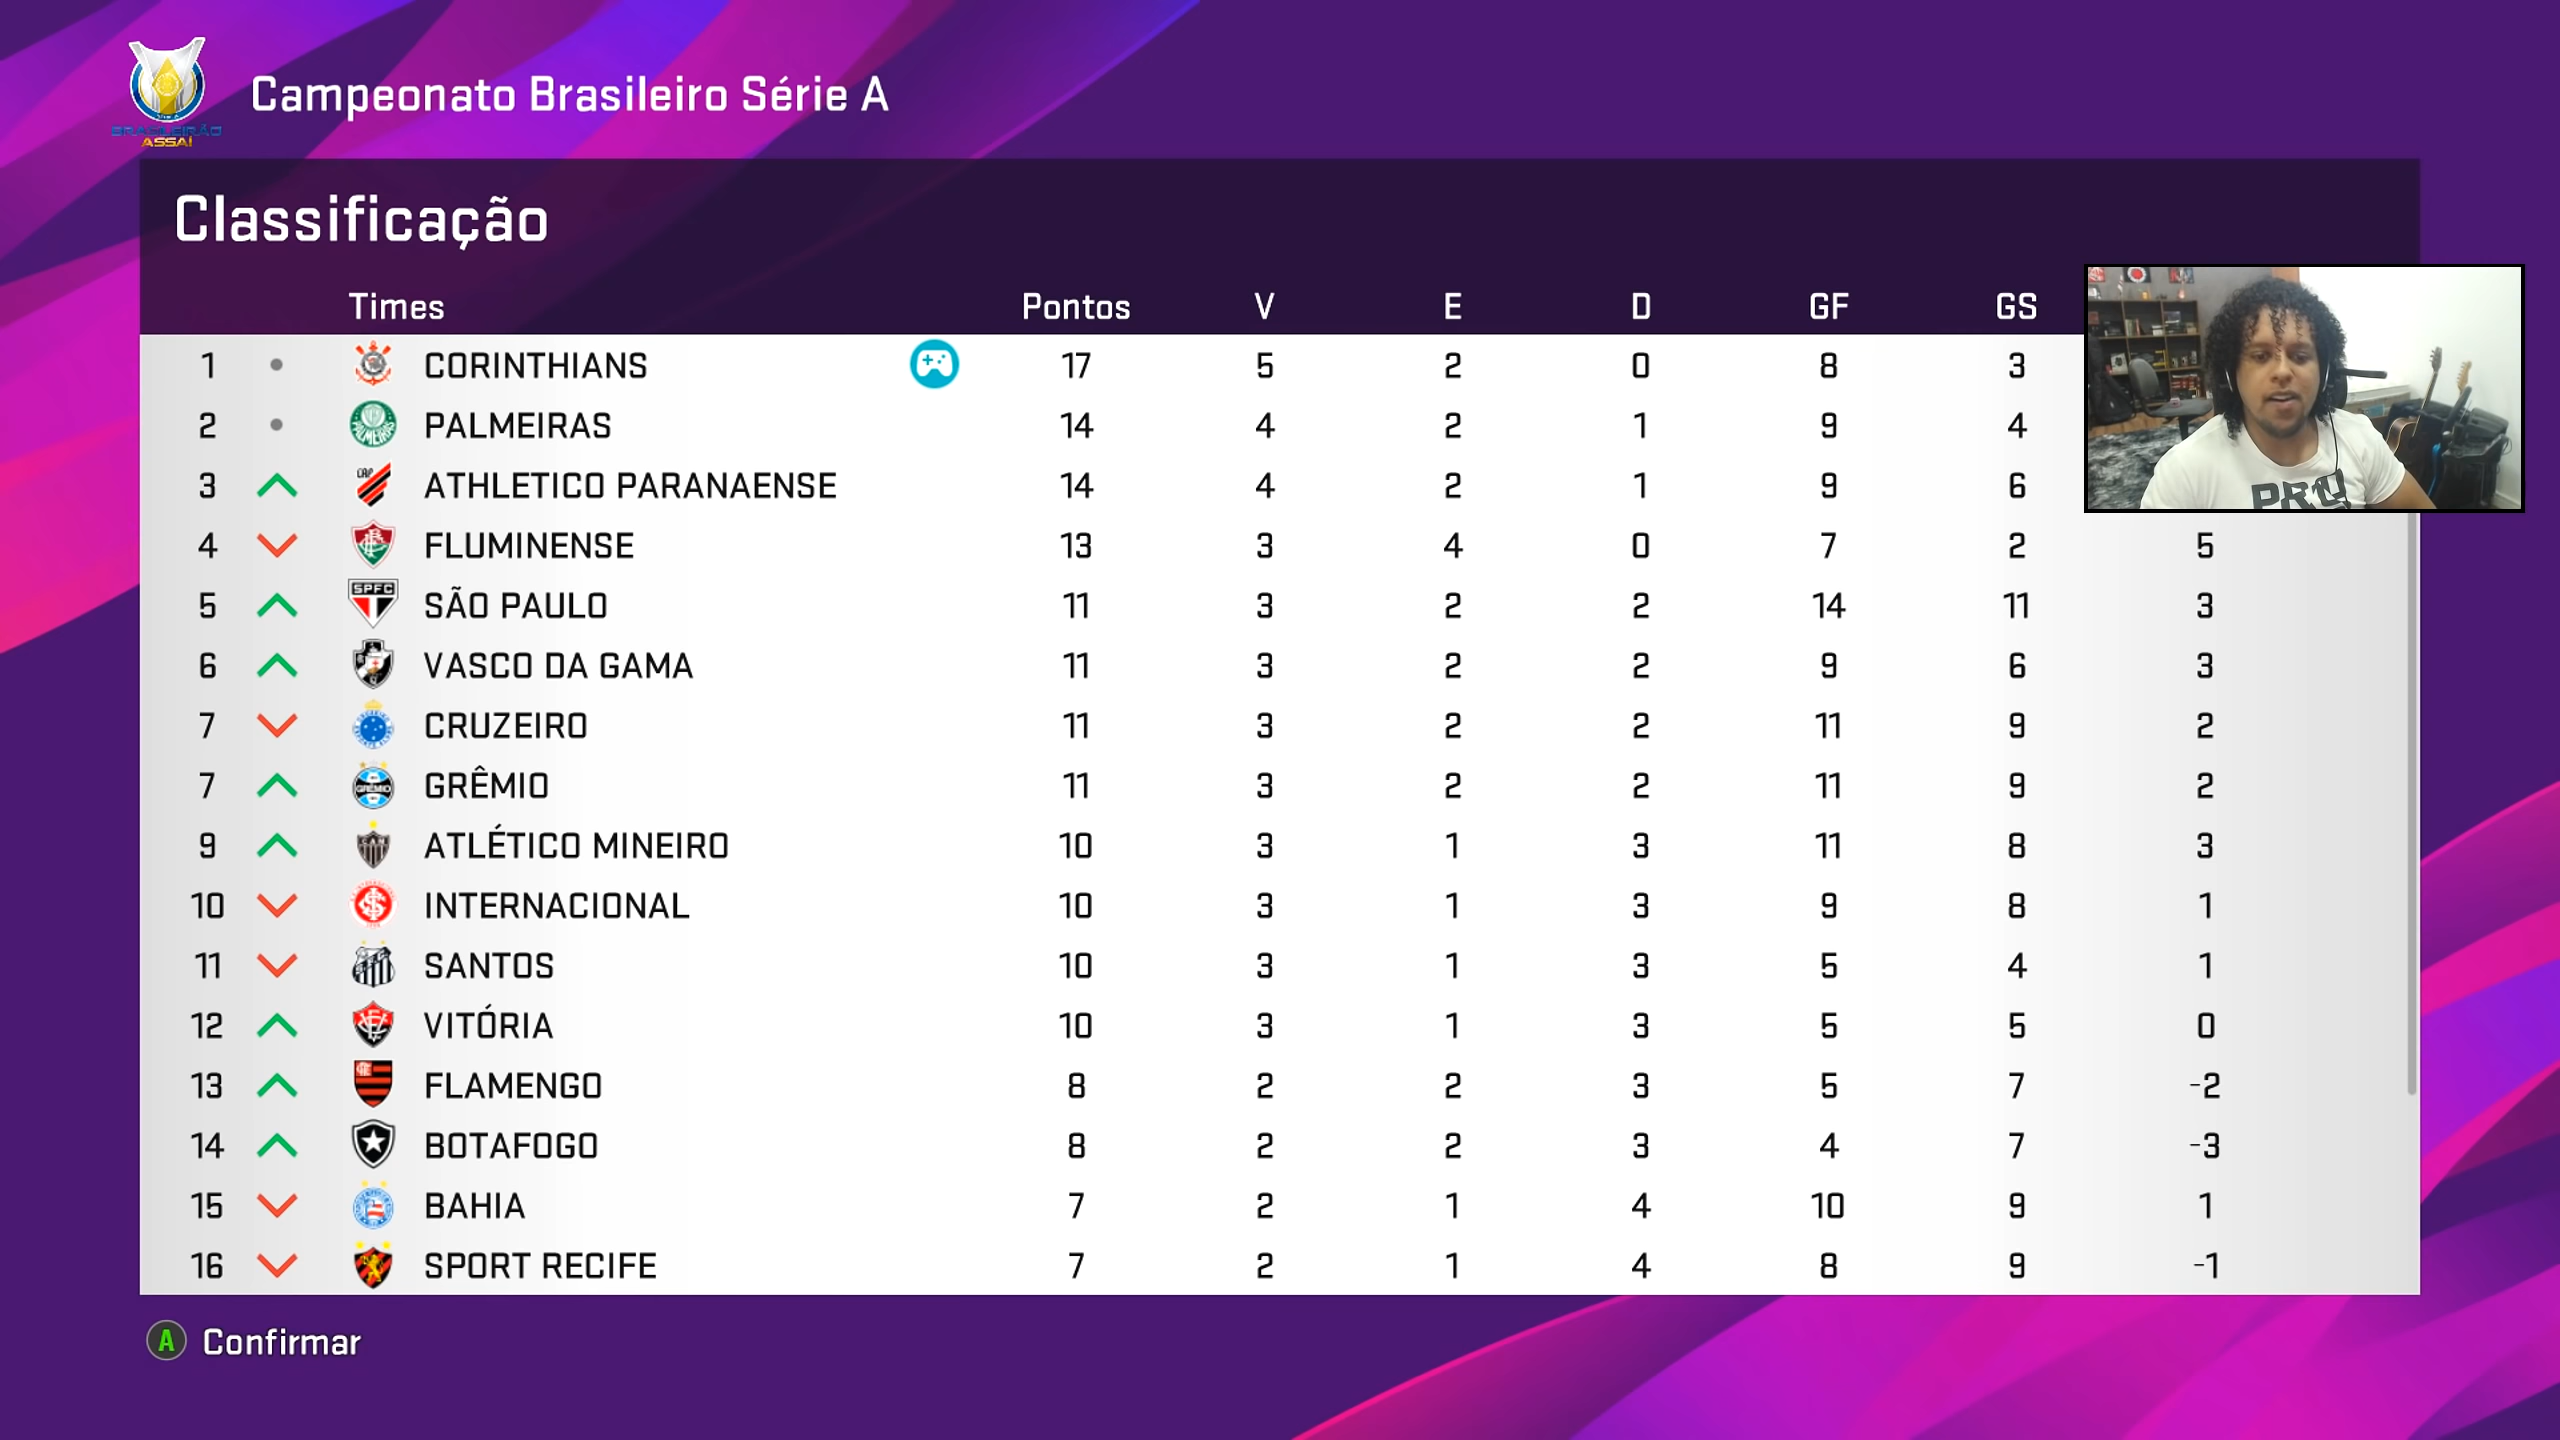 BRASILEIRÃO
ASSAÍ
Campeonato Brasileiro Série A
Classificação
Times Pontos V E D GF GS
1 CORINTHIANS 17 5 2 0 8 3
2 PALMEIRAS 14 4 2 1 9 4
3 ATHLETICO PARANAENSE 14 4 2 1 9 6
4 FLUMINENSE 13 3 4 0 7 2 5
5 SPFC SÃO PAULO 11 3 2 2 14 11 3
6 VASCO DA GAMA 11 3 2 2 9 6 3
7 CRUZEIRO 11 3 2 2 11 9 2
7 GRÊMIO 11 3 2 2 11 9 2
9 ATLÉTICO MINEIRO 10 3 1 3 11 8 3
10 INTERNACIONAL 10 3 1 3 9 8 1
11 SANTOS 10 3 1 3 5 4 1
12 VITÓRIA 10 3 1 3 5 5 0
13 FLAMENGO 8 2 2 3 5 7 -2
14 BOTAFOGO 8 2 2 3 4 7 -3
15 BAHIA 7 2 1 4 10 9 1
16 SPORT RECIFE 7 2 1 4 8 9 -1
A Confirmar